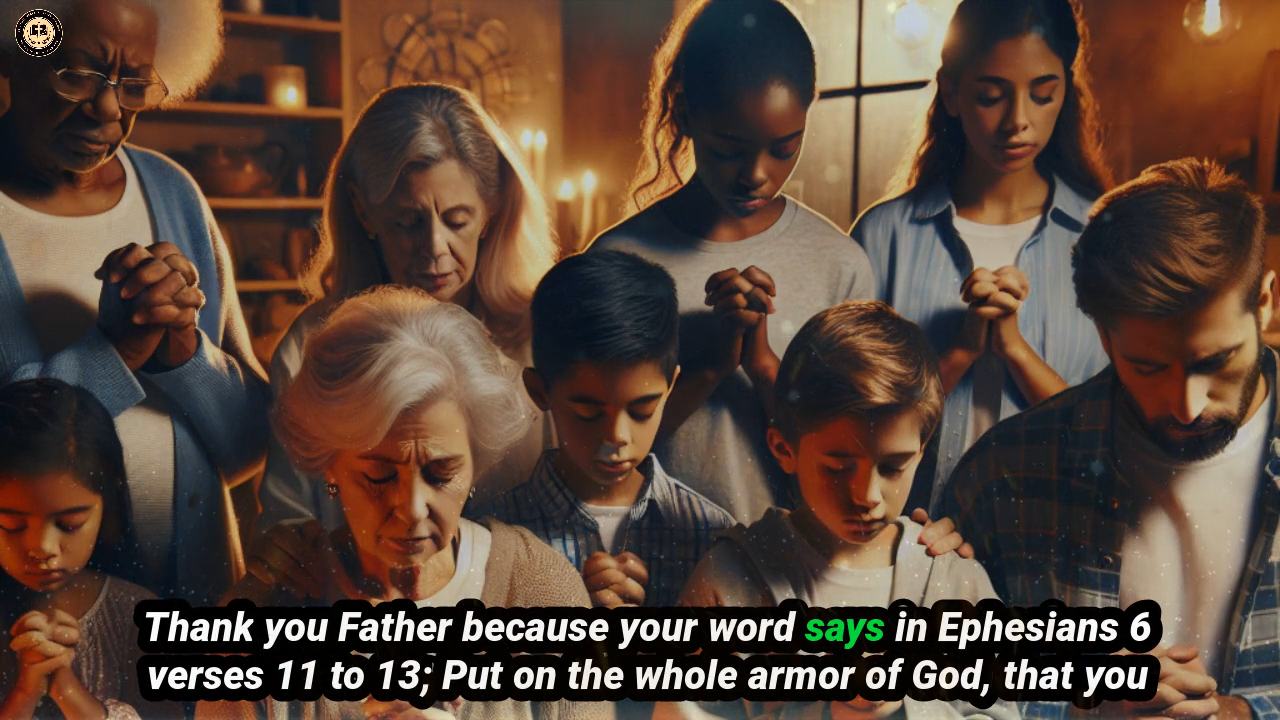 Thank you Father because your word says in Ephesians 6
verses 11 to 13; Put on the whole armor of God, that you